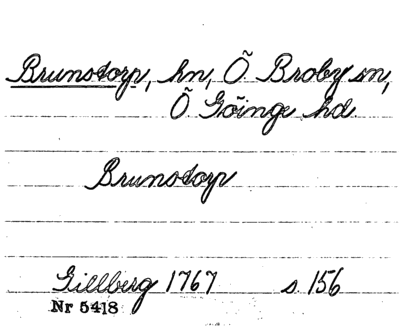 Brunstorp, hn, Ö Broby sn,
Ö Göinge hd
Brunstorp
Gillberg 1767 s 156
Nr 5418